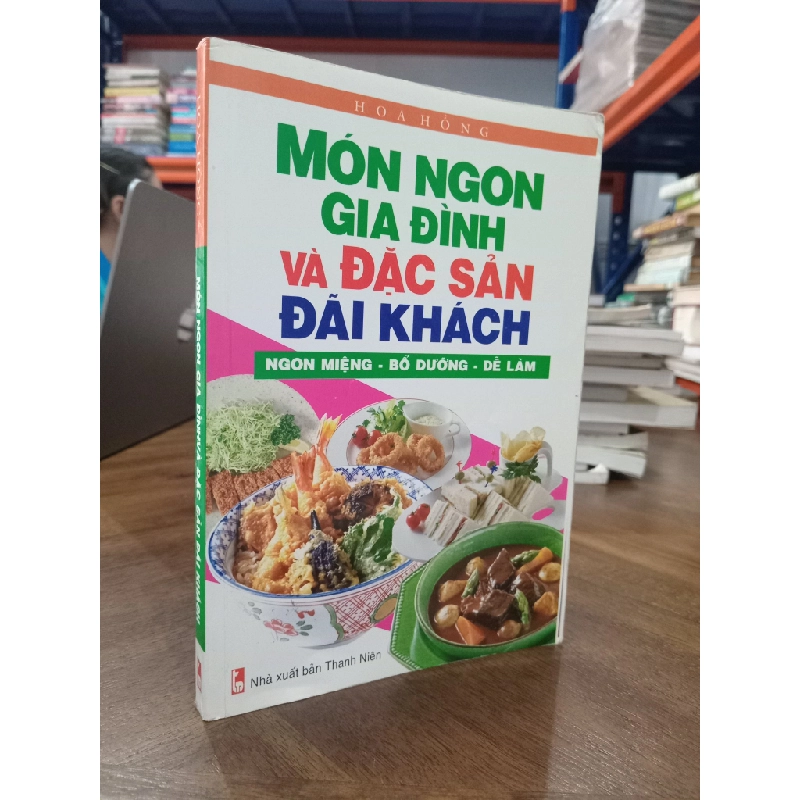 HOA HỒNG
MÓN NGON
GIA ĐÌNH
VÀ ĐẶC SẢN
ĐÃI KHÁCH
NGON MIỆNG - BỔ DƯỚNG - DỄ LÀM
Nhà xuất bản Thanh Niên
MÓN NGON GIA ĐÌNH VÀ ĐẶC SẢN ĐÃI KHÁCH